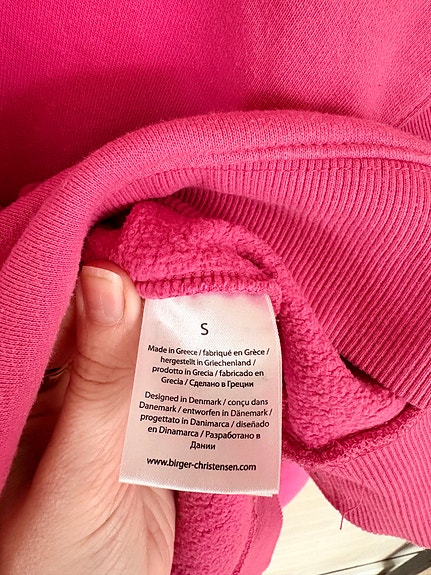 S
Made in Greece / fabriqué en Grèce /
hergestellt in Griechenland /
prodotto in Grecia / fabricado en
Grecia / Сделано в Греции
Designed in Denmark / conçu dans
Danemark / entworfen in Dänemark /
progettato in Danimarca / diseñado
en Dinamarca / Разработано в
Дании
www.birger-christensen.com